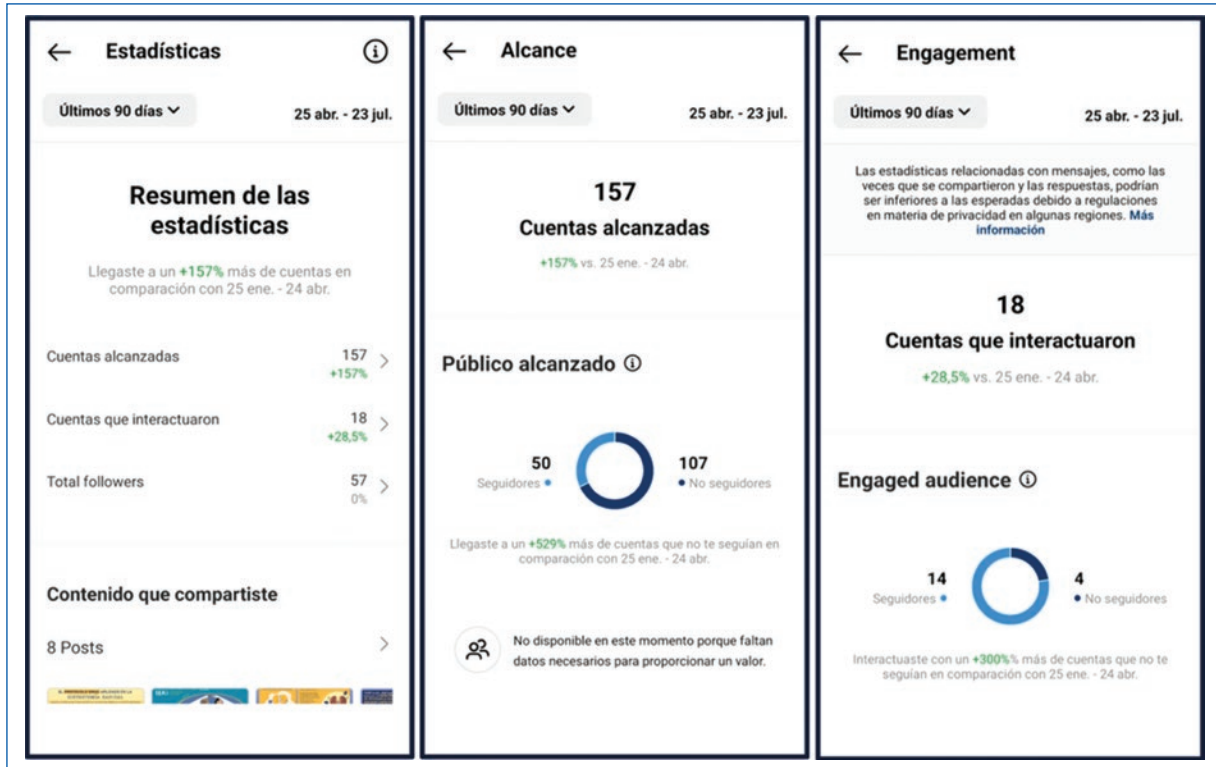 Estadísticas
Últimos 90 días
25 abr. - 23 jul.
Resumen de las
estadísticas
Llegaste a un +157% más de cuentas en
comparación con 25 ene. - 24 abr.
Cuentas alcanzadas
157
+157%
Cuentas que interactuaron
18
+28,5%
Total followers
57
0%
Contenido que compartiste
8 Posts
Alcance
Últimos 90 días
25 abr. - 23 jul.
157
Cuentas alcanzadas
+157% vs. 25 ene. - 24 abr.
Público alcanzado
50
Seguidores
107
No seguidores
Llegaste a un +529% más de cuentas que no te seguían en
comparación con 25 ene. - 24 abr.
No disponible en este momento porque faltan
datos necesarios para proporcionar un valor.
Engagement
Últimos 90 días
25 abr. - 23 jul.
Las estadísticas relacionadas con mensajes, como las
veces que se compartieron y las respuestas, podrían
ser inferiores a las esperadas debido a regulaciones
en materia de privacidad en algunas regiones. Más
información
18
Cuentas que interactuaron
+28,5% vs. 25 ene. - 24 abr.
Engaged audience
14
Seguidores
4
No seguidores
Interactuaste con un +300%% más de cuentas que no te
seguían en comparación con 25 ene. - 24 abr.